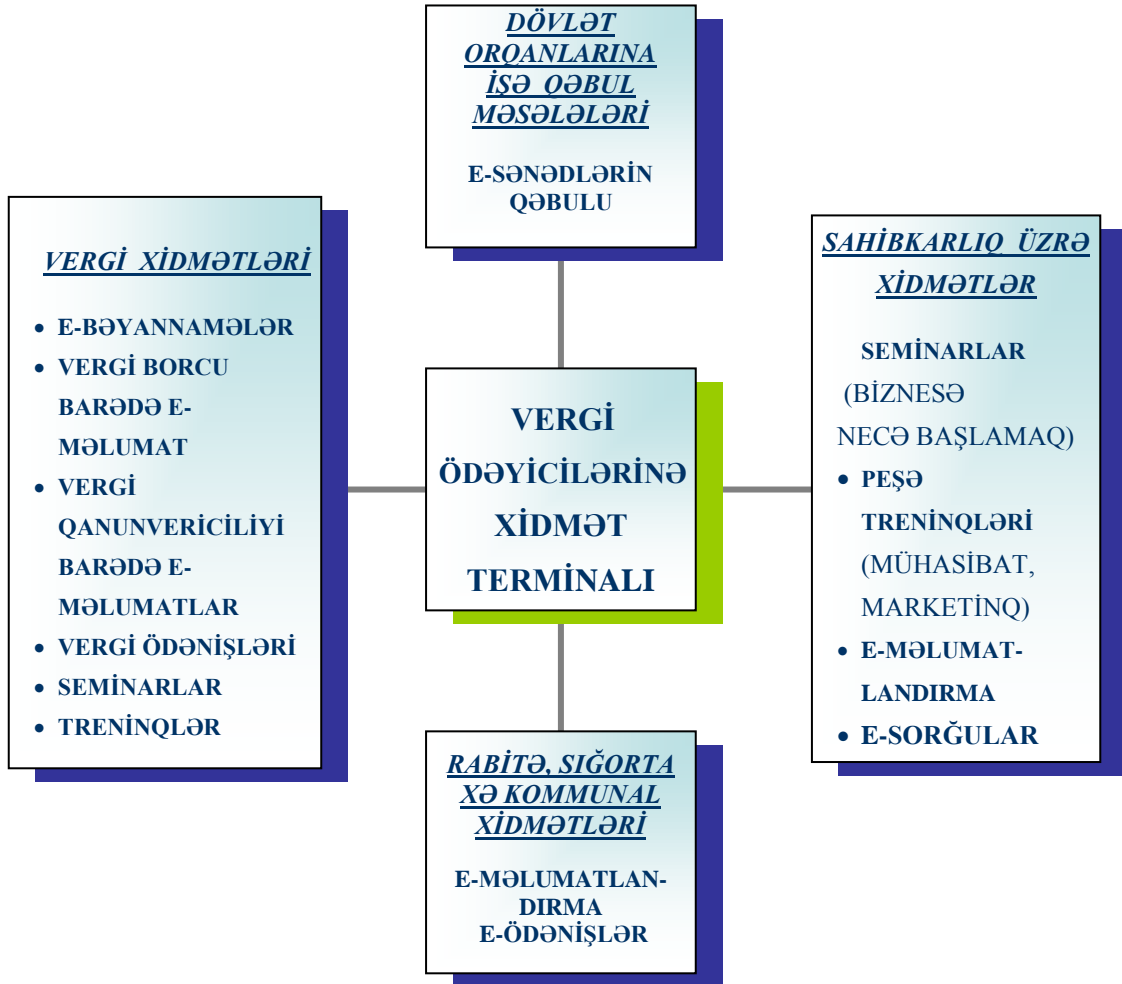 DÖVLƏT
ORQANLARINA
İŞƏ QƏBUL
MƏSƏLƏLƏRİ
E-SƏNƏDLƏRİN
QƏBULU
VERGİ XİDMƏTLƏRİ
• E-BƏYANNAMƏLƏR
• VERGİ BORCU
BARƏDƏ E-
MƏLUMAT
• VERGİ
QANUNVERİCİLİYİ
BARƏDƏ E-
MƏLUMATLAR
• VERGİ ÖDƏNİŞLƏRİ
• SEMİNARLAR
• TRENİNQLƏR
VERGİ
ÖDƏYİCİLƏRİNƏ
XİDMƏT
TERMİNALI
SAHİBKARLIQ ÜZRƏ
XİDMƏTLƏR
SEMİNARLAR
(BİZNESƏ
NECƏ BAŞLAMAQ)
• PEŞƏ
TRENİNQLƏRİ
(MÜHASİBAT,
MARKETİNQ)
• E-MƏLUMAT-
LANDIRMA
• E-SORĞULAR
RABİTƏ, SIĞORTA
XƏ KOMMUNAL
XİDMƏTLƏRİ
E-MƏLUMATLAN-
DIRMA
E-ÖDƏNİŞLƏR